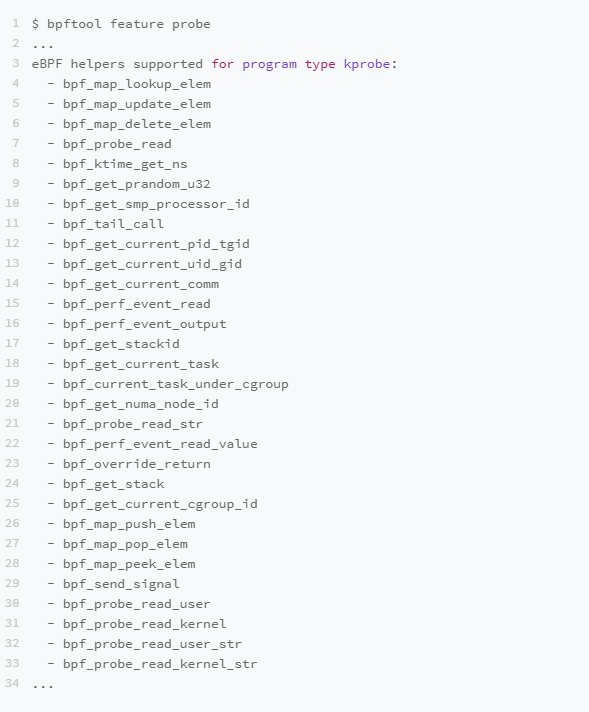 1 $ bpftool feature probe
2 ...
3 eBPF helpers supported for program type kprobe:
4 - bpf_map_lookup_elem
5 - bpf_map_update_elem
6 - bpf_map_delete_elem
7 - bpf_probe_read
8 - bpf_ktime_get_ns
9 - bpf_get_prandom_u32
10 - bpf_get_smp_processor_id
11 - bpf_tail_call
12 - bpf_get_current_pid_tgid
13 - bpf_get_current_uid_gid
14 - bpf_get_current_comm
15 - bpf_perf_event_read
16 - bpf_perf_event_output
17 - bpf_get_stackid
18 - bpf_get_current_task
19 - bpf_current_task_under_cgroup
20 - bpf_get_numa_node_id
21 - bpf_probe_read_str
22 - bpf_perf_event_read_value
23 - bpf_override_return
24 - bpf_get_stack
25 - bpf_get_current_cgroup_id
26 - bpf_map_push_elem
27 - bpf_map_pop_elem
28 - bpf_map_peek_elem
29 - bpf_send_signal
30 - bpf_probe_read_user
31 - bpf_probe_read_kernel
32 - bpf_probe_read_user_str
33 - bpf_probe_read_kernel_str
34 ...